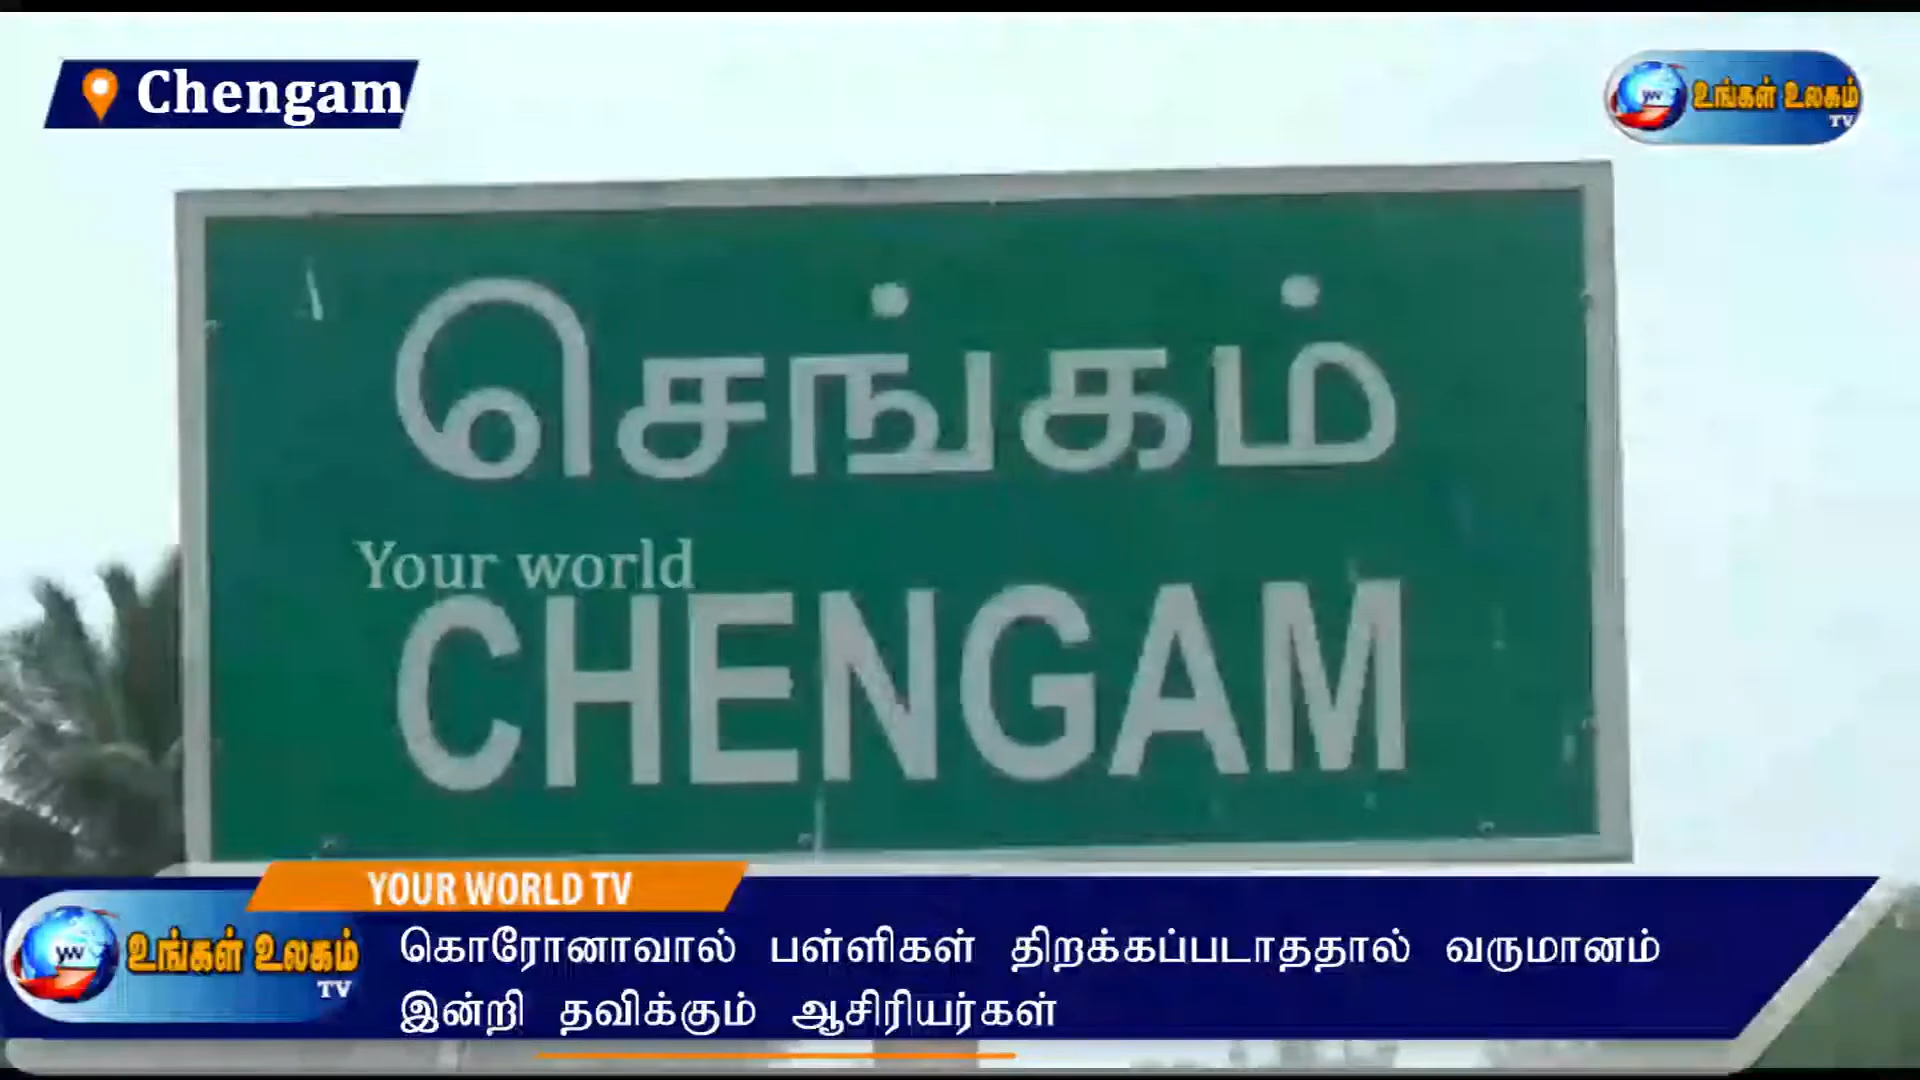 Chengam
உங்கள் உலகம்
TV
செங்கம்
Your world
CHENGAM
YOUR WORLD TV
yw உங்கள் உலகம்
TV
கொரோனாவால் பள்ளிகள் திறக்கப்படாததால் வருமானம்
இன்றி தவிக்கும் ஆசிரியர்கள்